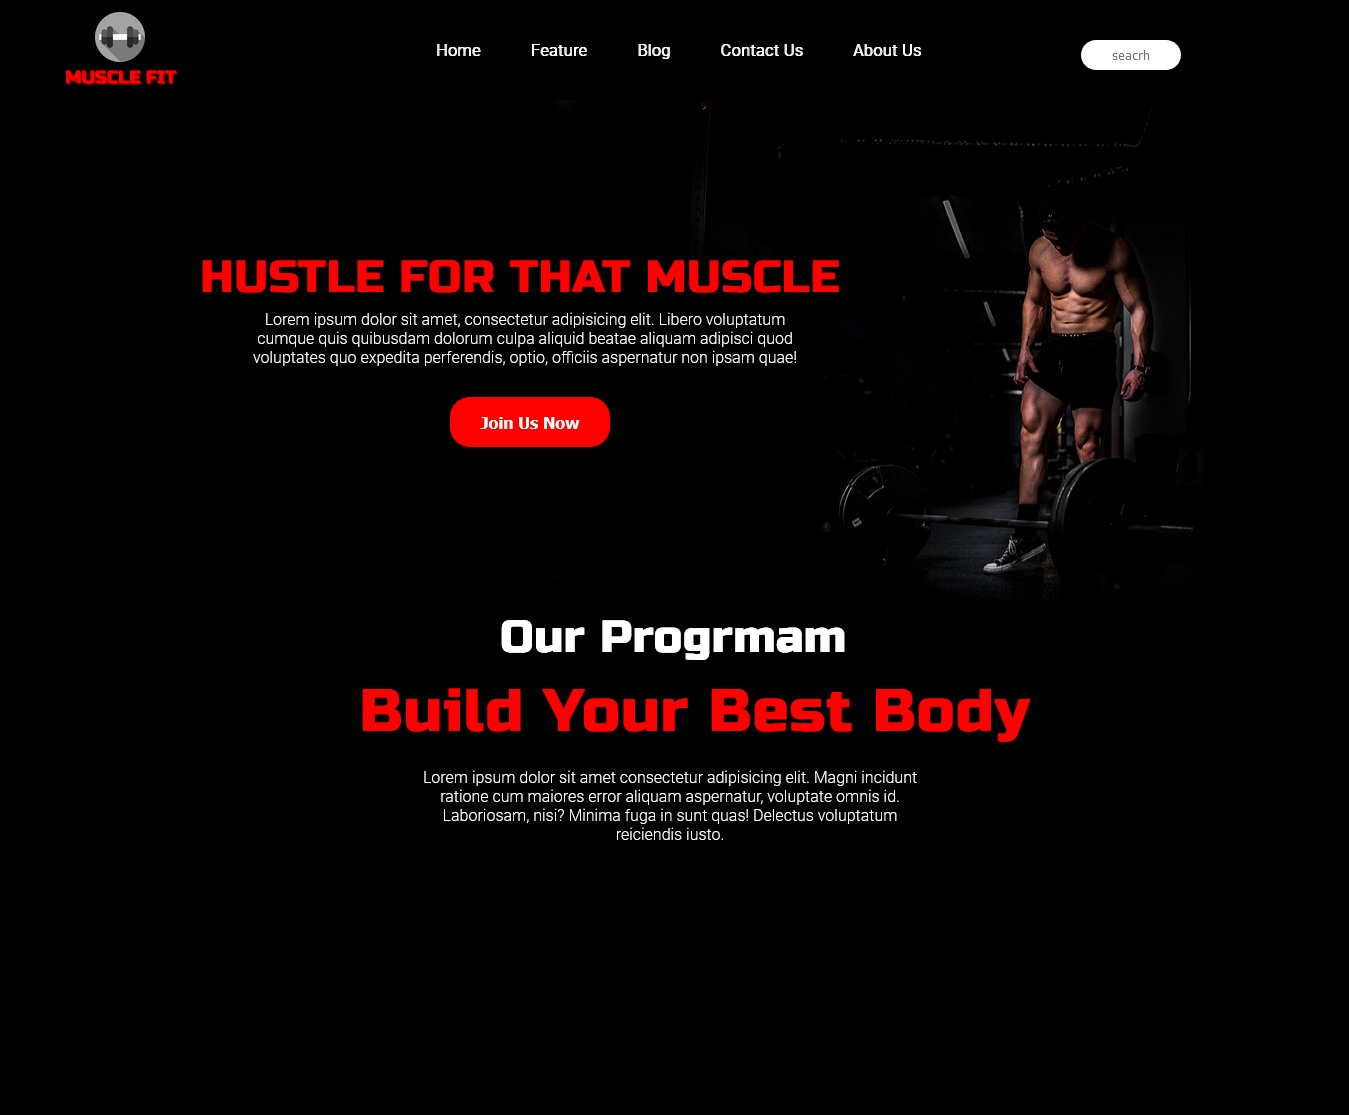 MUSCLE FIT
Home
Feature
Blog
Contact Us
About Us
seacrh
HUSTLE FOR THAT MUSCLE
Lorem ipsum dolor sit amet, consectetur adipisicing elit. Libero voluptatum
cumque quis quibusdam dolorum culpa aliquid beatae aliquam adipisci quod
voluptates quo expedita perferendis, optio, officiis aspernatur non ipsam quae!
Join Us Now
Our Progrmam
Build Your Best Body
Lorem ipsum dolor sit amet consectetur adipisicing elit. Magni incidunt
ratione cum maiores error aliquam aspernatur, voluptate omnis id.
Laboriosam, nisi? Minima fuga in sunt quas! Delectus voluptatum
reiciendis iusto.